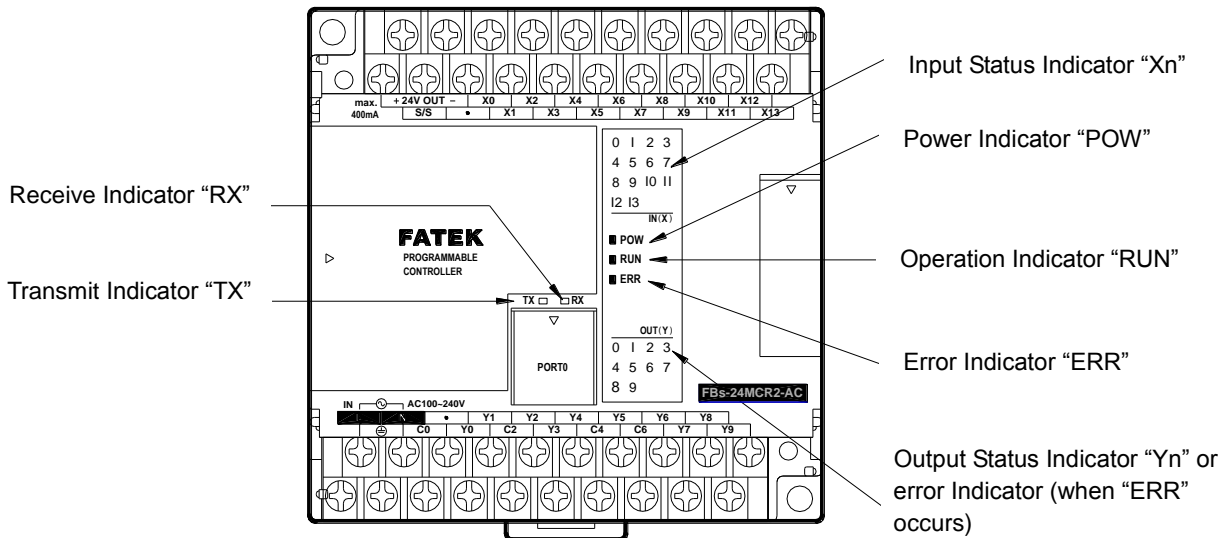 max. + 24V OUT – X0 X2 X4 X6 X8 X10 X12
400mA S/S • X1 X3 X5 X7 X9 X11 X13
Input Status Indicator “Xn”
0 1 2 3
4 5 6 7
8 9 10 11
12 13
IN(X)
Power Indicator “POW”
Receive Indicator “RX”
FATEK
PROGRAMMABLE
CONTROLLER
POW
RUN
ERR
Operation Indicator “RUN”
Transmit Indicator “TX”
TX RX
PORT0
OUT(Y)
0 1 2 3
4 5 6 7
8 9
Error Indicator “ERR”
FBs-24MCR2-AC
IN AC100~240V
• Y1 Y2 Y4 Y5 Y6 Y8
C0 Y0 C2 Y3 C4 C6 Y7 Y9
Output Status Indicator “Yn” or
error Indicator (when “ERR”
occurs)